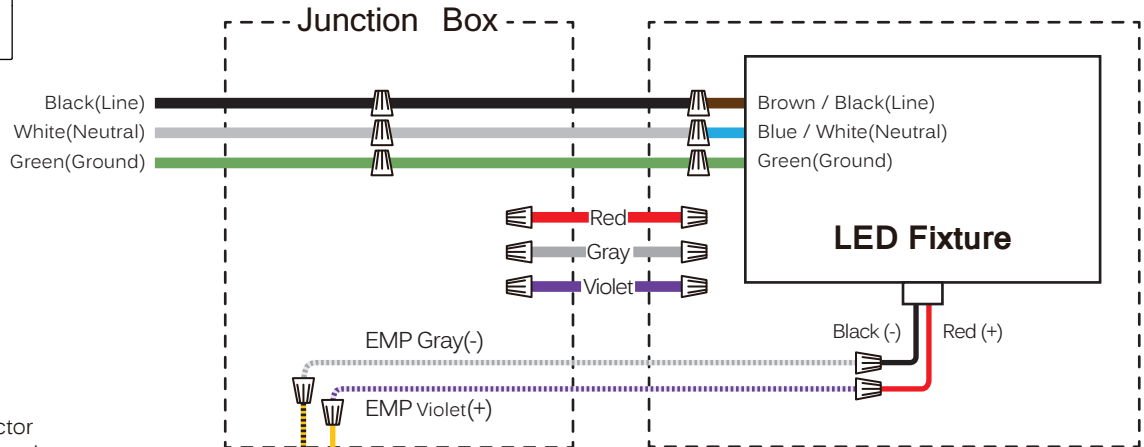 Junction Box
Black(Line)
White(Neutral)
Green(Ground)
Brown / Black(Line)
Blue / White(Neutral)
Green(Ground)
Red
Gray
Violet
LED Fixture
Black (-)
Red (+)
EMP Gray(-)
EMP Violet(+)
ctor